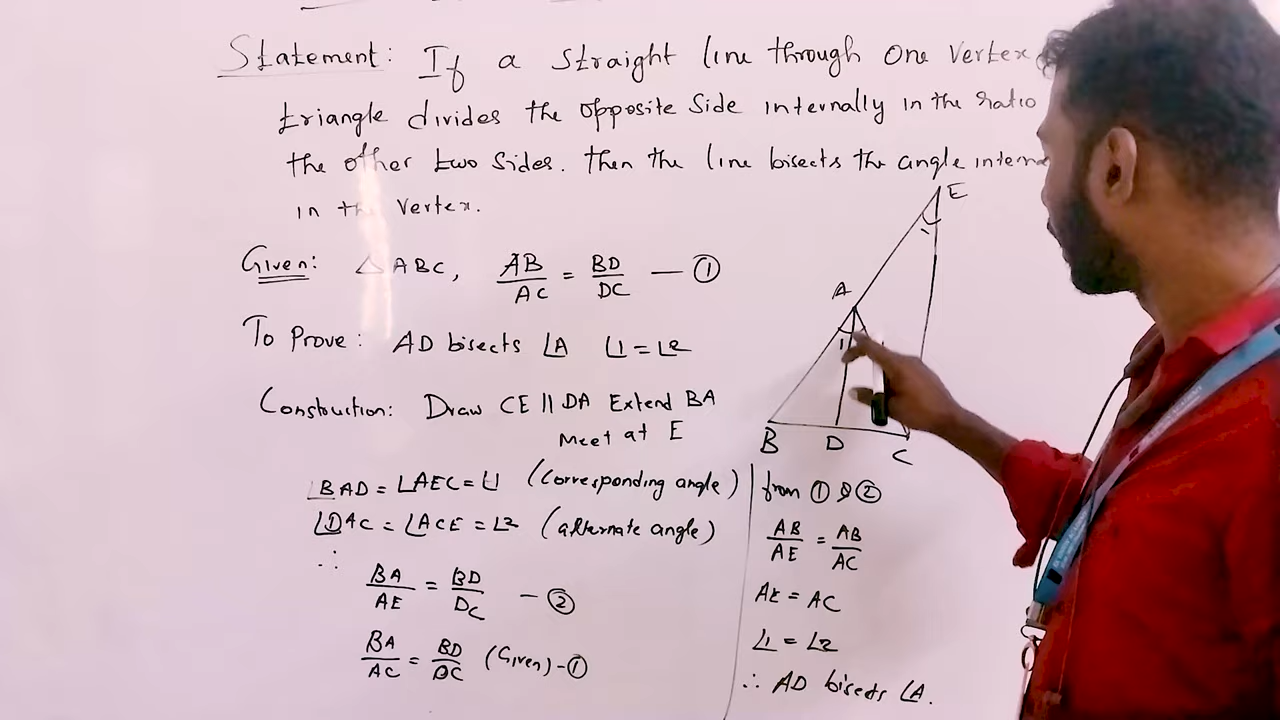 Statement: If a straight line through one vertex
triangle divides the opposite side internally in the ratio
the other two sides. then the line bisects the angle
in the vertex.
Given: △ABC, AB/AC = BD/DC — ①
To Prove: AD bisects ∠A ∠1 = ∠2
Construction: Draw CE || DA Extend BA
Meet at E
∠BAD = ∠AEC = ∠1 (Corresponding angle)
∠DAC = ∠ACE = ∠2 (alternate angle)
∴
BA/AE = BD/DC — ②
BA/AC = BD/DC (Given) - ①
from ① & ②
AB/AE = AB/AC
AE = AC
∠1 = ∠2
∴ AD bisects ∠A.
E
A
1
B D C